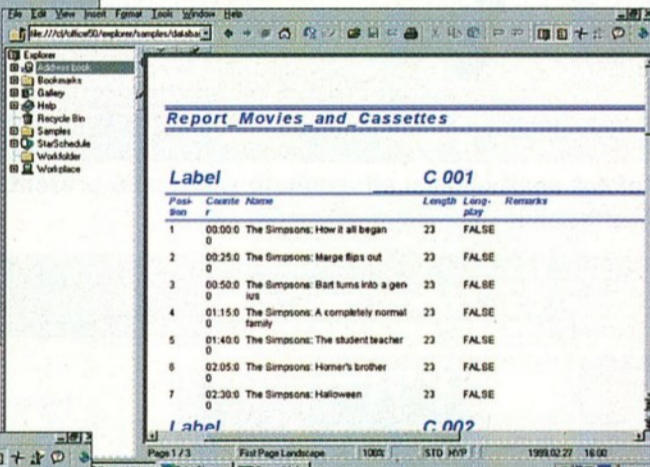 File Edit View Insert Format Tools Window Help
file:///d/office50/explorer/samples/databas
Explorer
Address book
Bookmarks
Gallery
Help
Recycle Bin
Samples
StarSchedule
Workfolder
Workplace
Report_Movies_and_Cassettes
Label C 001
Posi- Counte Name Length Long- Remarks
tion r play
1 00:00:0 The Simpsons: How it all began 23 FALSE
0
2 00:25:0 The Simpsons: Marge flips out 23 FALSE
0
3 00:50:0 The Simpsons: Bart turns into a gen 23 FALSE
0 ius
4 01:15:0 The Simpsons: A completely normal 23 FALSE
0 family
5 01:40:0 The Simpsons: The student teacher 23 FALSE
0
6 02:05:0 The Simpsons: Homer's brother 23 FALSE
0
7 02:30:0 The Simpsons: Halloween 23 FALSE
0
Label C 002
Page 1 / 3 First Page Landscape 100% STD HYP 1999.02.27 16:00